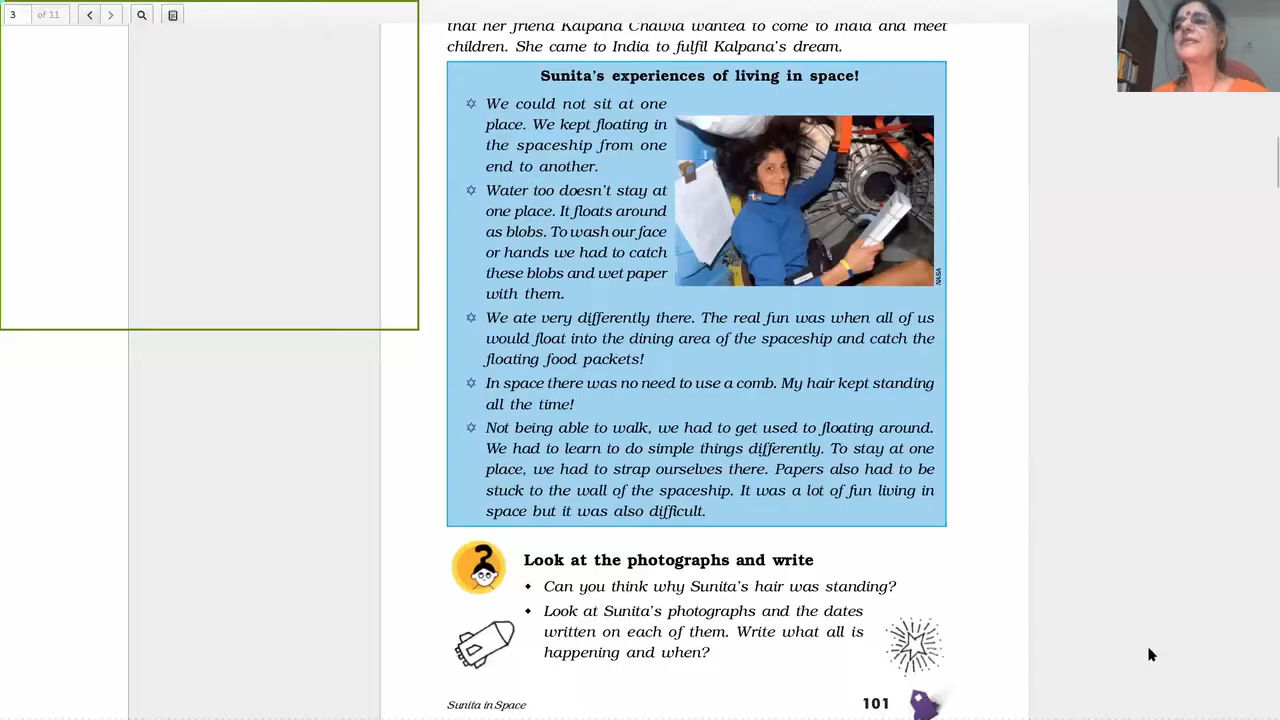 3 of 11
that her friend Kalpana Chawla wanted to come to India and meet
children. She came to India to fulfil Kalpana's dream.
Sunita's experiences of living in space!
We could not sit at one
place. We kept floating in
the spaceship from one
end to another.
Water too doesn't stay at
one place. It floats around
as blobs. To wash our face
or hands we had to catch
these blobs and wet paper
with them.
NASA
We ate very differently there. The real fun was when all of us
would float into the dining area of the spaceship and catch the
floating food packets!
In space there was no need to use a comb. My hair kept standing
all the time!
Not being able to walk, we had to get used to floating around.
We had to learn to do simple things differently. To stay at one
place, we had to strap ourselves there. Papers also had to be
stuck to the wall of the spaceship. It was a lot of fun living in
space but it was also difficult.
Look at the photographs and write
Can you think why Sunita's hair was standing?
Look at Sunita's photographs and the dates
written on each of them. Write what all is
happening and when?
Sunita in Space
101